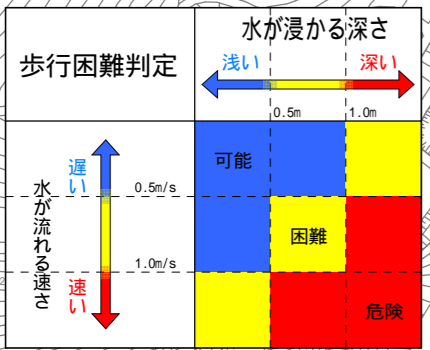 歩行困難判定
水が浸かる深さ
浅い
深い
0.5m
1.0m
水が流れる速さ
遅い
速い
0.5m/s
1.0m/s
可能
困難
危険